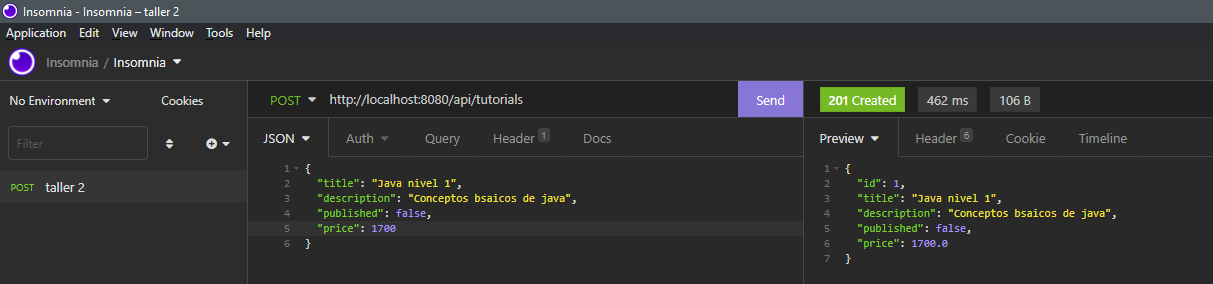 Insomnia - Insomnia – taller 2
Application Edit View Window Tools Help
Insomnia / Insomnia
No Environment Cookies
Filter
POST taller 2
POST http://localhost:8080/api/tutorials Send
JSON Auth Query Header 1 Docs
1 {
2 "title": "Java nivel 1",
3 "description": "Conceptos bsaicos de java",
4 "published": false,
5 "price": 1700
6 }
201 Created 462 ms 106 B
Preview Header 6 Cookie Timeline
1 {
2 "id": 1,
3 "title": "Java nivel 1",
4 "description": "Conceptos bsaicos de java",
5 "published": false,
6 "price": 1700.0
7 }